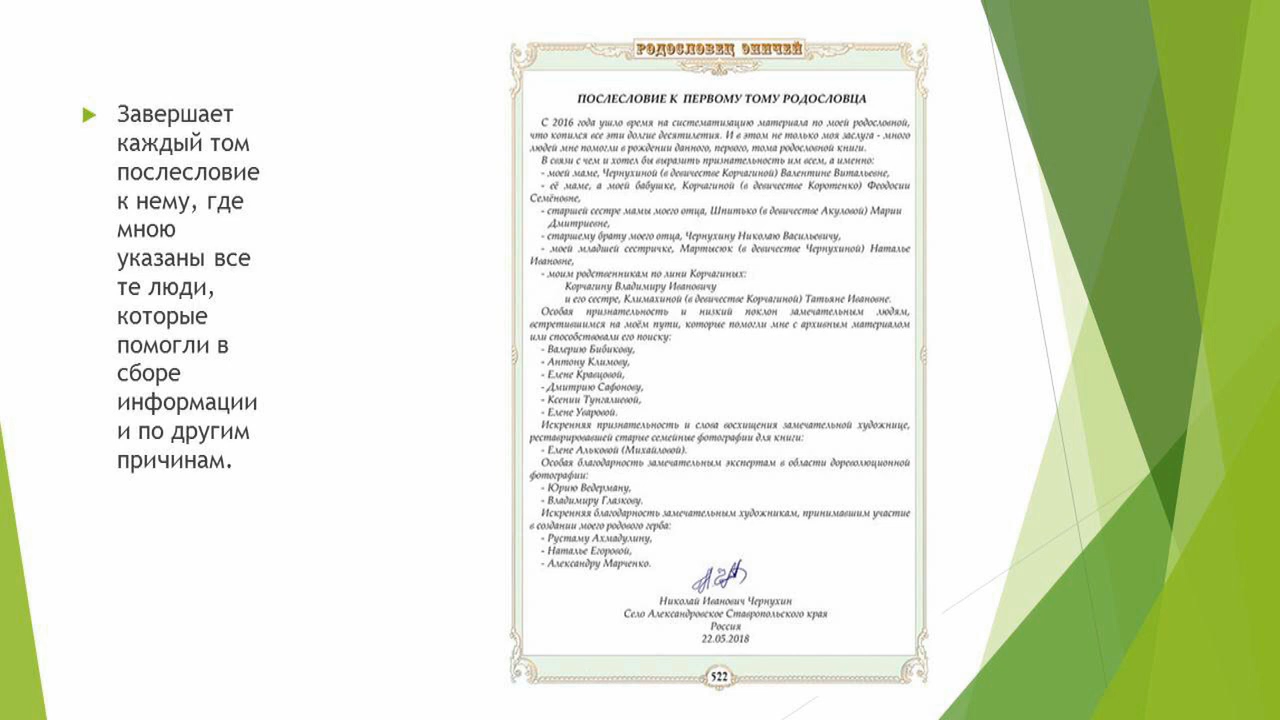 Завершает
каждый том
послесловие
к нему, где
мною
указаны все
те люди,
которые
помогли в
сборе
информации
и по другим
причинам.
РОДОСЛОВЕЦ ОПИЧЕЙ
ПОСЛЕСЛОВИЕ К ПЕРВОМУ ТОМУ РОДОСЛОВЦА
С 2016 года ушло время на систематизацию материала по моей родословной,
что копился все эти долгие десятилетия. И в этом не только моя заслуга - много
людей мне помогли в рождении данного, первого, тома родословной книги.
В связи с чем и хотел бы выразить признательность им всем, а именно:
- моей маме, Чернухиной (в девичестве Корчагиной) Валентине Витальевне,
- её маме, а моей бабушке, Корчагиной (в девичестве Коротенко) Феодосии
Семёновне,
- старшей сестре мамы моего отца, Шпитько (в девичестве Акуловой) Марии
Дмитриевне,
- старшему брату моего отца, Чернухину Николаю Васильевичу,
- моей младшей сестричке, Мартысюк (в девичестве Чернухиной) Наталье
Ивановне,
- моим родственникам по лини Корчагиных:
Корчагину Владимиру Ивановичу
и его сестре, Климахиной (в девичестве Корчагиной) Татьяне Ивановне.
Особая признательность и низкий поклон замечательным людям,
встретившимся на моём пути, которые помогли мне с архивным материалом
или способствовали его поиску:
- Валерию Бибикову,
- Антону Климову,
- Елене Кравцовой,
- Дмитрию Сафонову,
- Ксении Тунгалиевой,
- Елене Уваровой.
Искренняя признательность и слова восхищения замечательной художнице,
реставрировавшей старые семейные фотографии для книги:
- Елене Альковой (Михайловой).
Особая благодарность замечательным экспертам в области дореволюционной
фотографии:
- Юрию Ведерману,
- Владимиру Глазкову.
Искренняя благодарность замечательным художникам, принимавшим участие
в создании моего родового герба:
- Рустаму Ахмадулину,
- Наталье Егоровой,
- Александру Марченко.
Николай Иванович Чернухин
Село Александровское Ставропольского края
Россия
22.05.2018
522